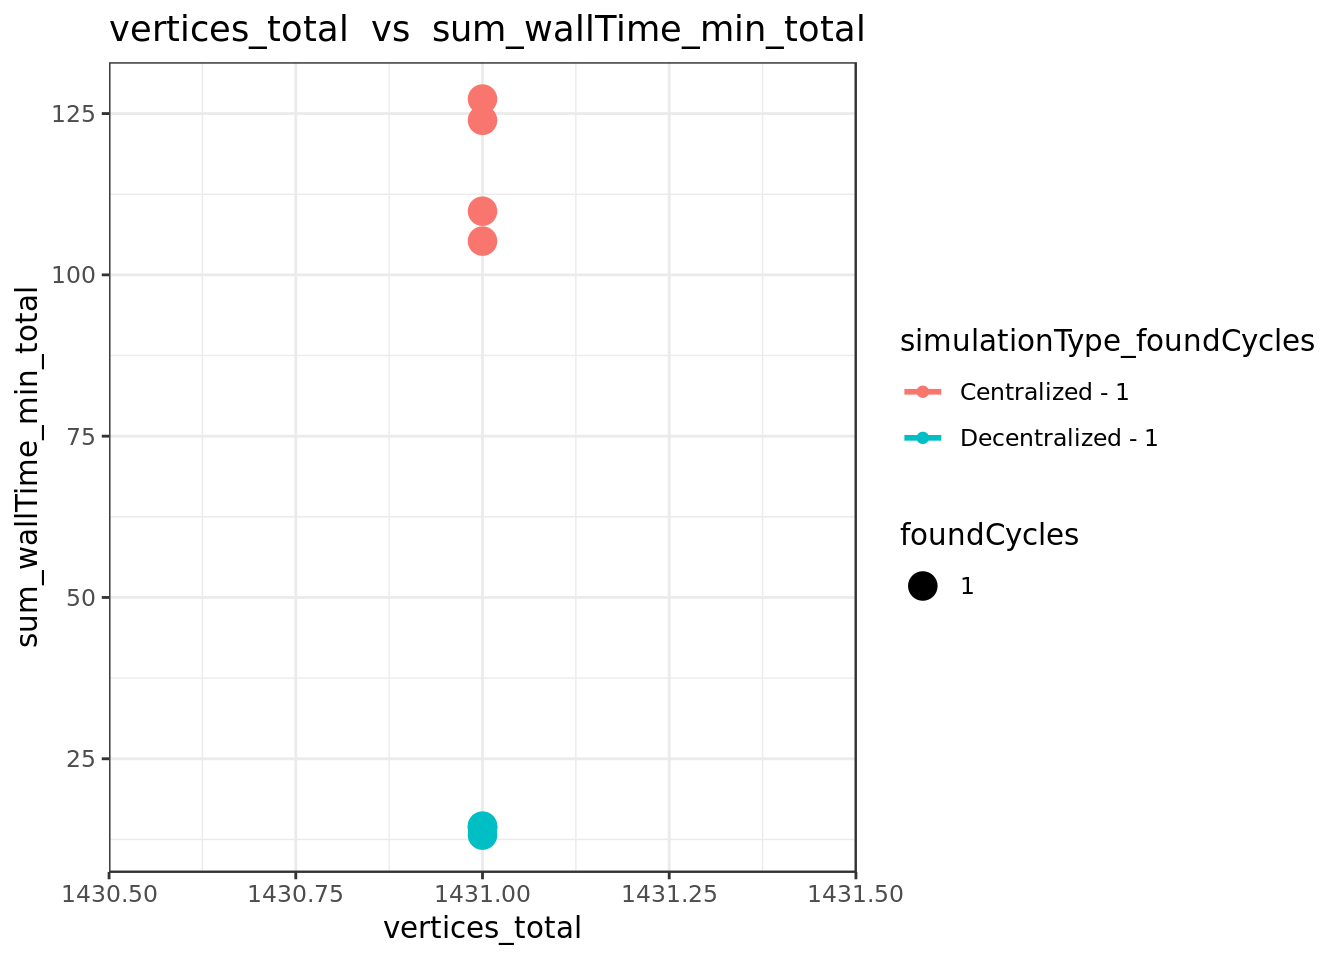 vertices_total vs sum_wallTime_min_total
125
100
75
50
25
sum_wallTime_min_total
1430.50 1430.75 1431.00 1431.25 1431.50
vertices_total
simulationType_foundCycles
Centralized - 1
Decentralized - 1
foundCycles
1